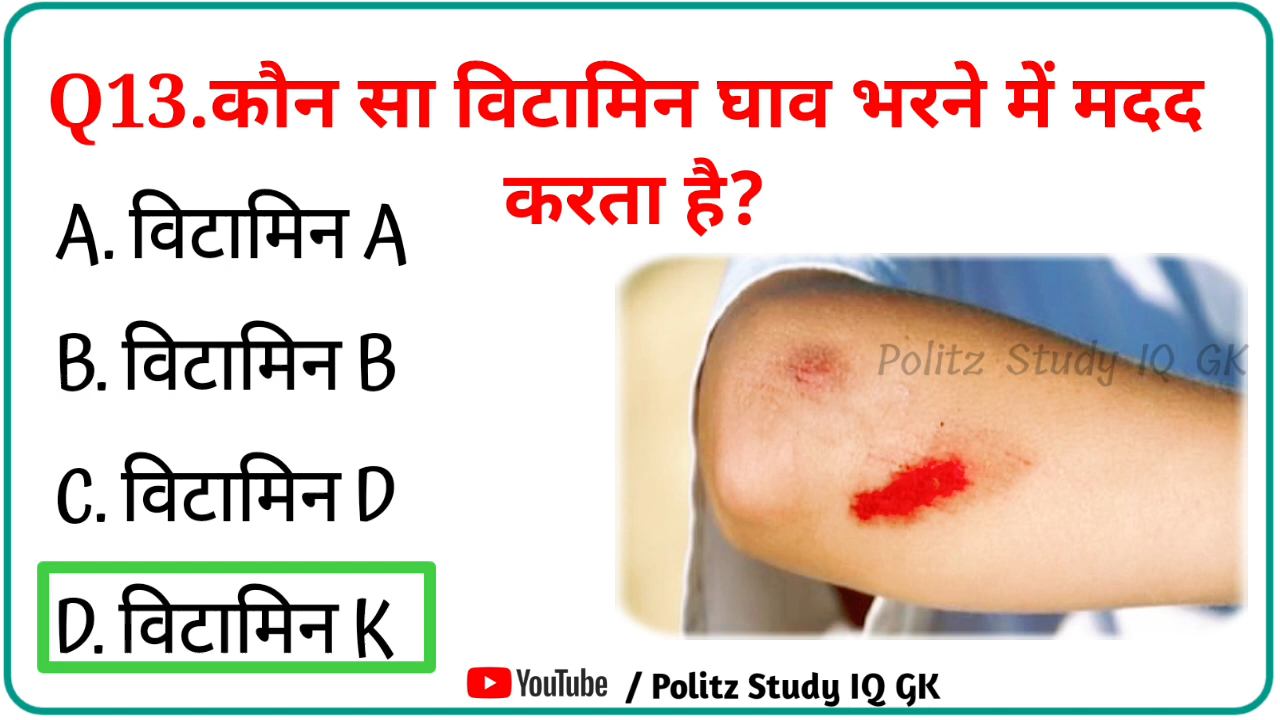 Q13.कौन सा विटामिन घाव भरने में मदद
करता है?
A. विटामिन A
B. विटामिन B
C. विटामिन D
D. विटामिन K
Politz Study IQ GK
YouTube / Politz Study IQ GK